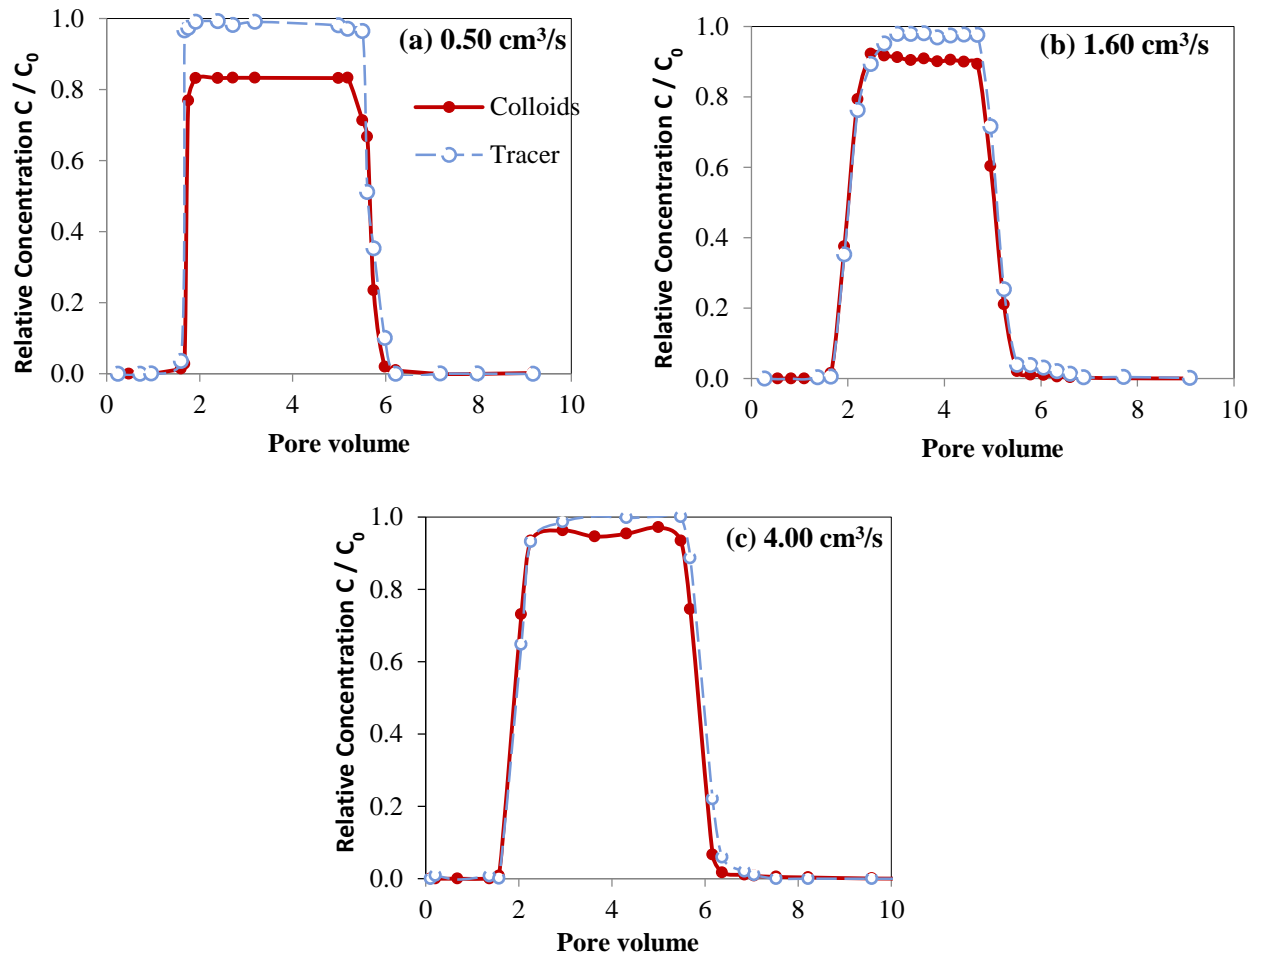 (a) 0.50 cm³/s
Relative Concentration C / C₀
1.0
0.8
0.6
0.4
0.2
0.0
Colloids
Tracer
0 2 4 6 8 10
Pore volume
(b) 1.60 cm³/s
Relative Concentration C / C₀
1.0
0.8
0.6
0.4
0.2
0.0
0 2 4 6 8 10
Pore volume
(c) 4.00 cm³/s
Relative Concentration C / C₀
1.0
0.8
0.6
0.4
0.2
0.0
0 2 4 6 8 10
Pore volume